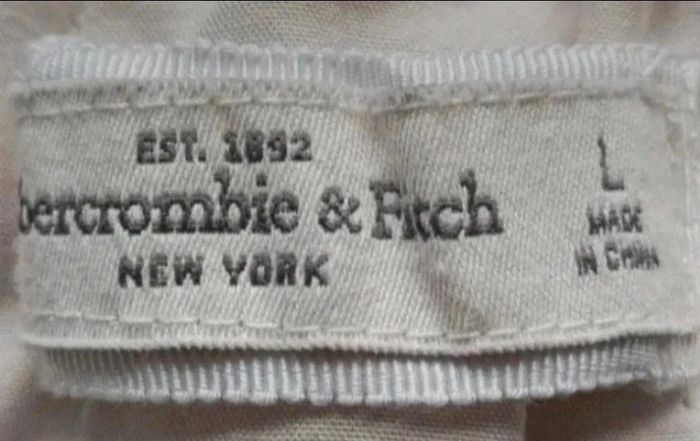 EST. 1892
bercrombie & Fitch
NEW YORK
L
MADE
IN CHINA